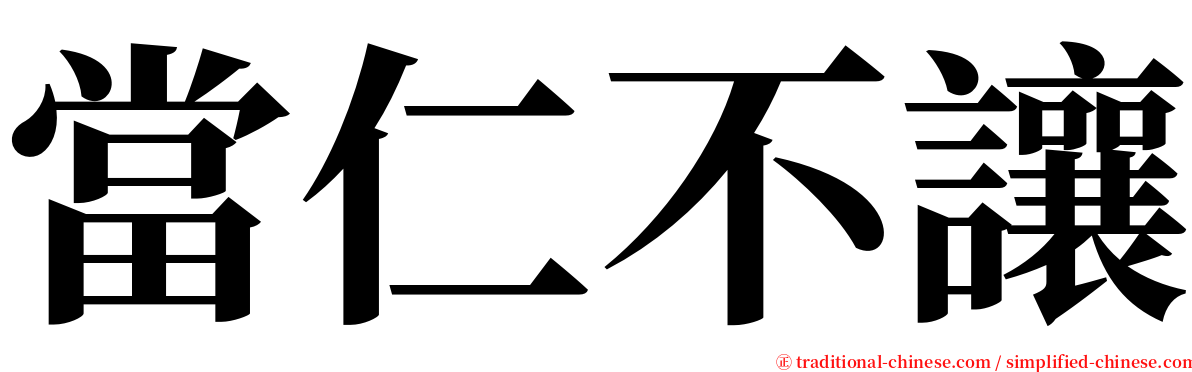 當仁不讓
㊣ traditional-chinese.com / simplified-chinese.com